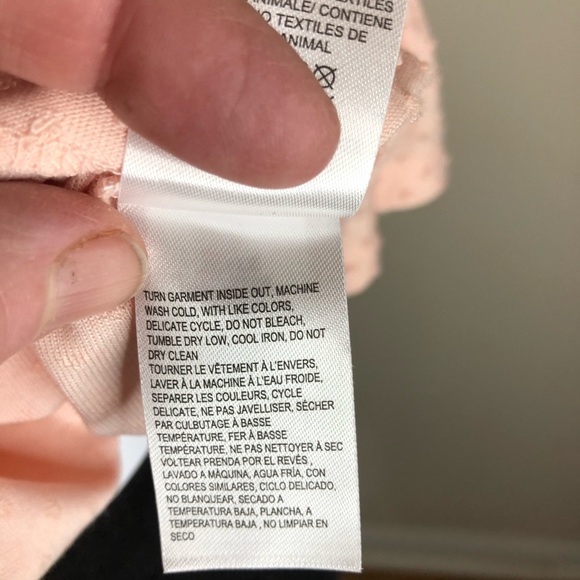 NIMALE/ CONTIENE
O TEXTILES DE
ANIMAL
TURN GARMENT INSIDE OUT, MACHINE
WASH COLD, WITH LIKE COLORS,
DELICATE CYCLE, DO NOT BLEACH,
TUMBLE DRY LOW, COOL IRON, DO NOT
DRY CLEAN
TOURNER LE VÊTEMENT À L'ENVERS,
LAVER À LA MACHINE À L'EAU FROIDE,
SEPARER LES COULEURS, CYCLE
DELICATE, NE PAS JAVELLISER, SÉCHER
PAR CULBUTAGE À BASSE
TEMPÉRATURE, FER À BASSE
TEMPÉRATURE, NE PAS NETTOYER À SEC
VOLTEAR PRENDA POR EL REVÉS,
LAVADO A MÁQUINA, AGUA FRÍA, CON
COLORES SIMILARES, CICLO DELICADO,
NO BLANQUEAR, SECADO A
TEMPERATURA BAJA, PLANCHA, A
TEMPERATURA BAJA , NO LIMPIAR EN
SECO